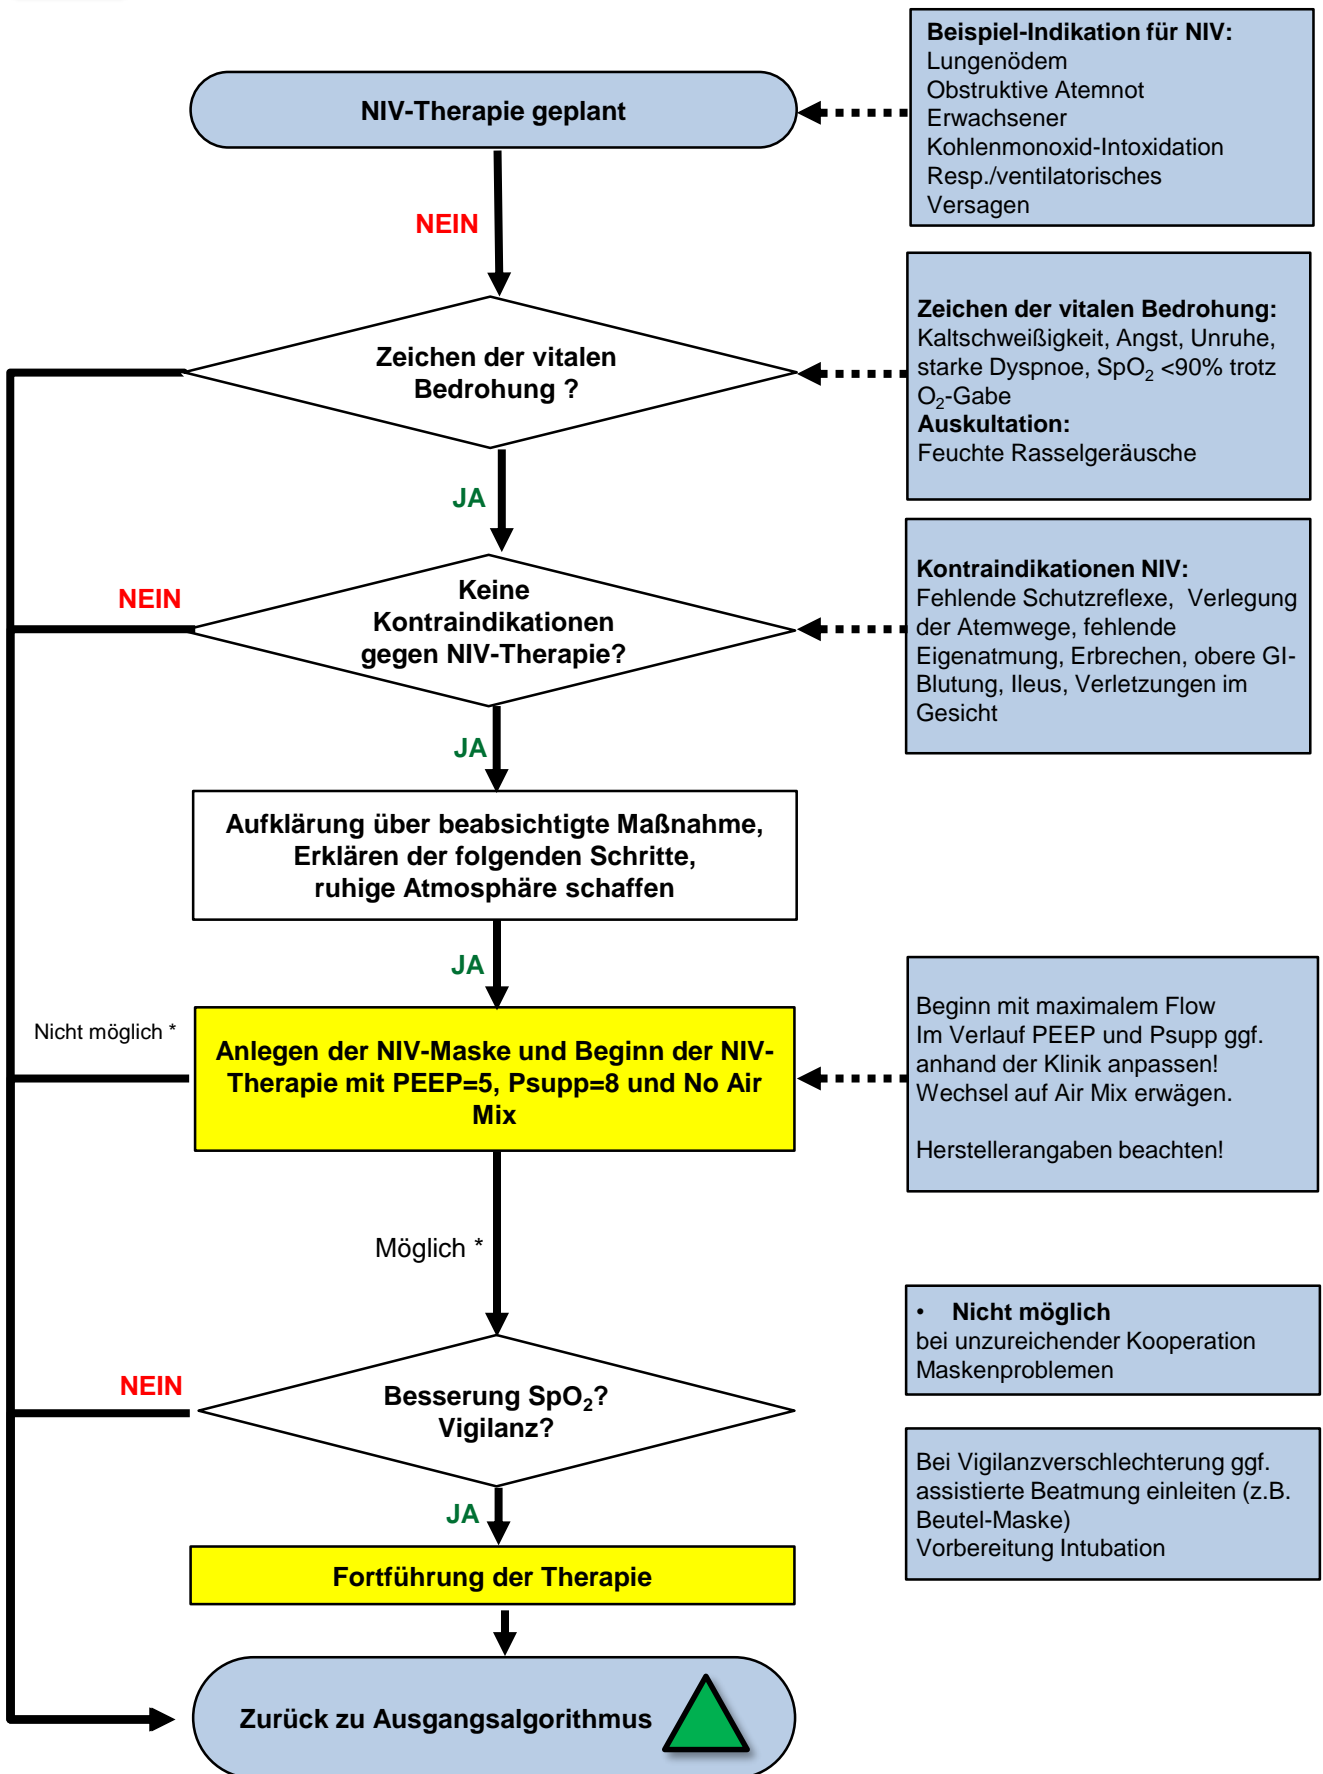 Beispiel-Indikation für NIV:
Lungenödem
Obstruktive Atemnot
Erwachsener
Kohlenmonoxid-Intoxidation
Resp./ventilatorisches
Versagen
NIV-Therapie geplant
NEIN
Zeichen der vitalen
Bedrohung ?
Zeichen der vitalen Bedrohung:
Kaltschweißigkeit, Angst, Unruhe,
starke Dyspnoe, SpO₂ <90% trotz
O₂-Gabe
Auskultation:
Feuchte Rasselgeräusche
JA
NEIN
Keine
Kontraindikationen
gegen NIV-Therapie?
Kontraindikationen NIV:
Fehlende Schutzreflexe, Verlegung
der Atemwege, fehlende
Eigenatmung, Erbrechen, obere GI-
Blutung, Ileus, Verletzungen im
Gesicht
JA
Aufklärung über beabsichtigte Maßnahme,
Erklären der folgenden Schritte,
ruhige Atmosphäre schaffen
JA
Nicht möglich *
Anlegen der NIV-Maske und Beginn der NIV-
Therapie mit PEEP=5, Psupp=8 und No Air
Mix
Beginn mit maximalem Flow
Im Verlauf PEEP und Psupp ggf.
anhand der Klinik anpassen!
Wechsel auf Air Mix erwägen.
Herstellerangaben beachten!
Möglich *
• Nicht möglich
bei unzureichender Kooperation
Maskenproblemen
NEIN
Besserung SpO₂?
Vigilanz?
Bei Vigilanzverschlechterung ggf.
assistierte Beatmung einleiten (z.B.
Beutel-Maske)
Vorbereitung Intubation
JA
Fortführung der Therapie
Zurück zu Ausgangsalgorithmus